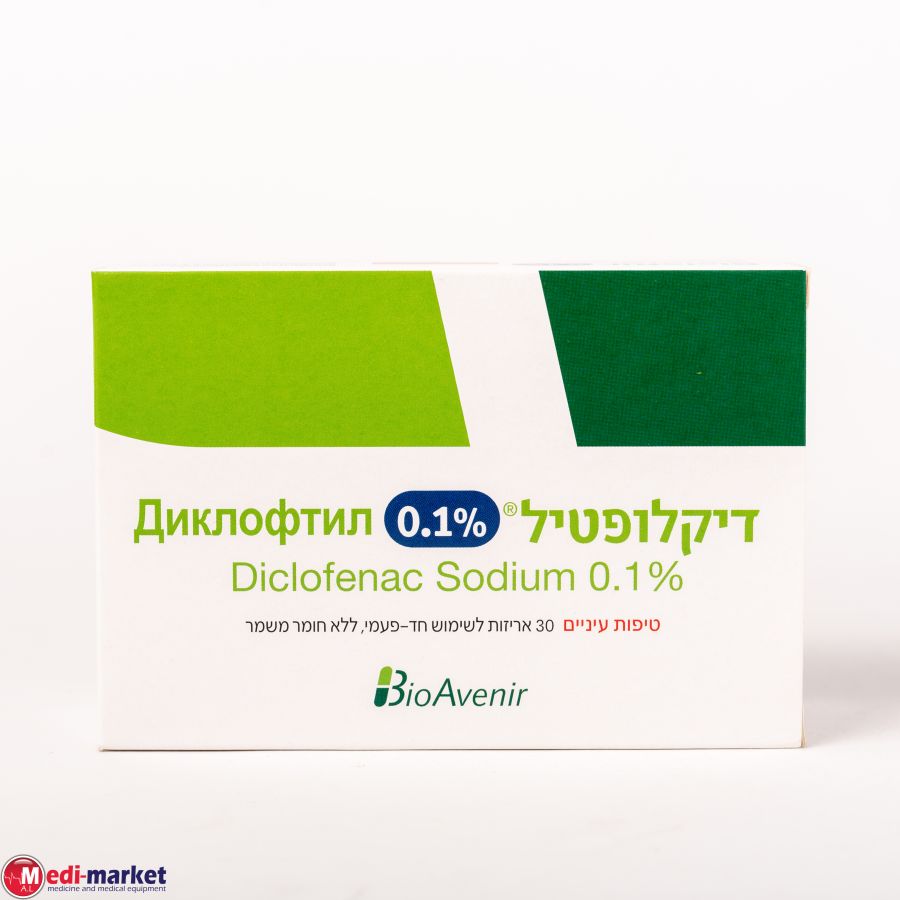 Диклофтил 0.1% דיקלופטיל®
Diclofenac Sodium 0.1%
טיפות עיניים 30 אריזות לשימוש חד-פעמי, ללא חומר משמר
BioAvenir
Medi-market
A.L
medicine and medical equipment